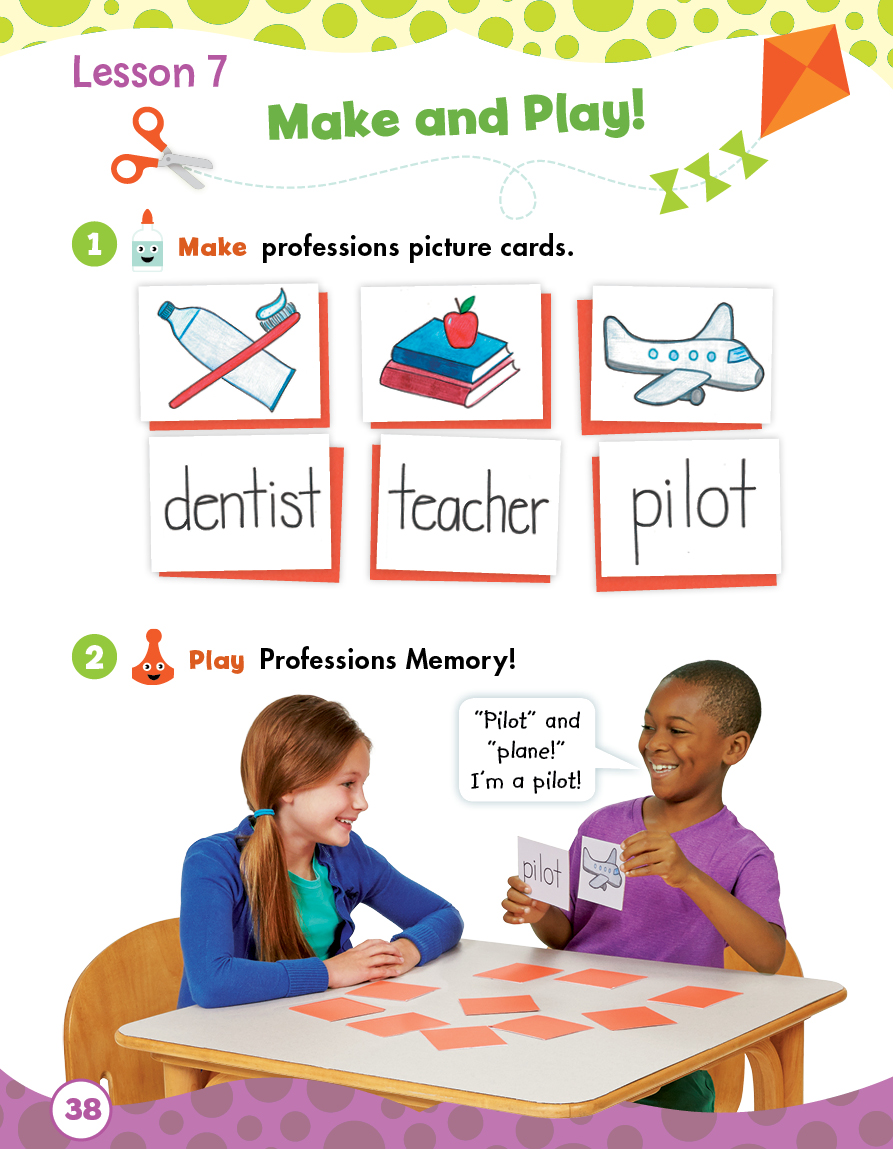 Lesson 7
Make and Play!
1 Make professions picture cards.
dentist teacher pilot
2 Play Professions Memory!
"Pilot" and
"plane!"
I'm a pilot!
pilot
38